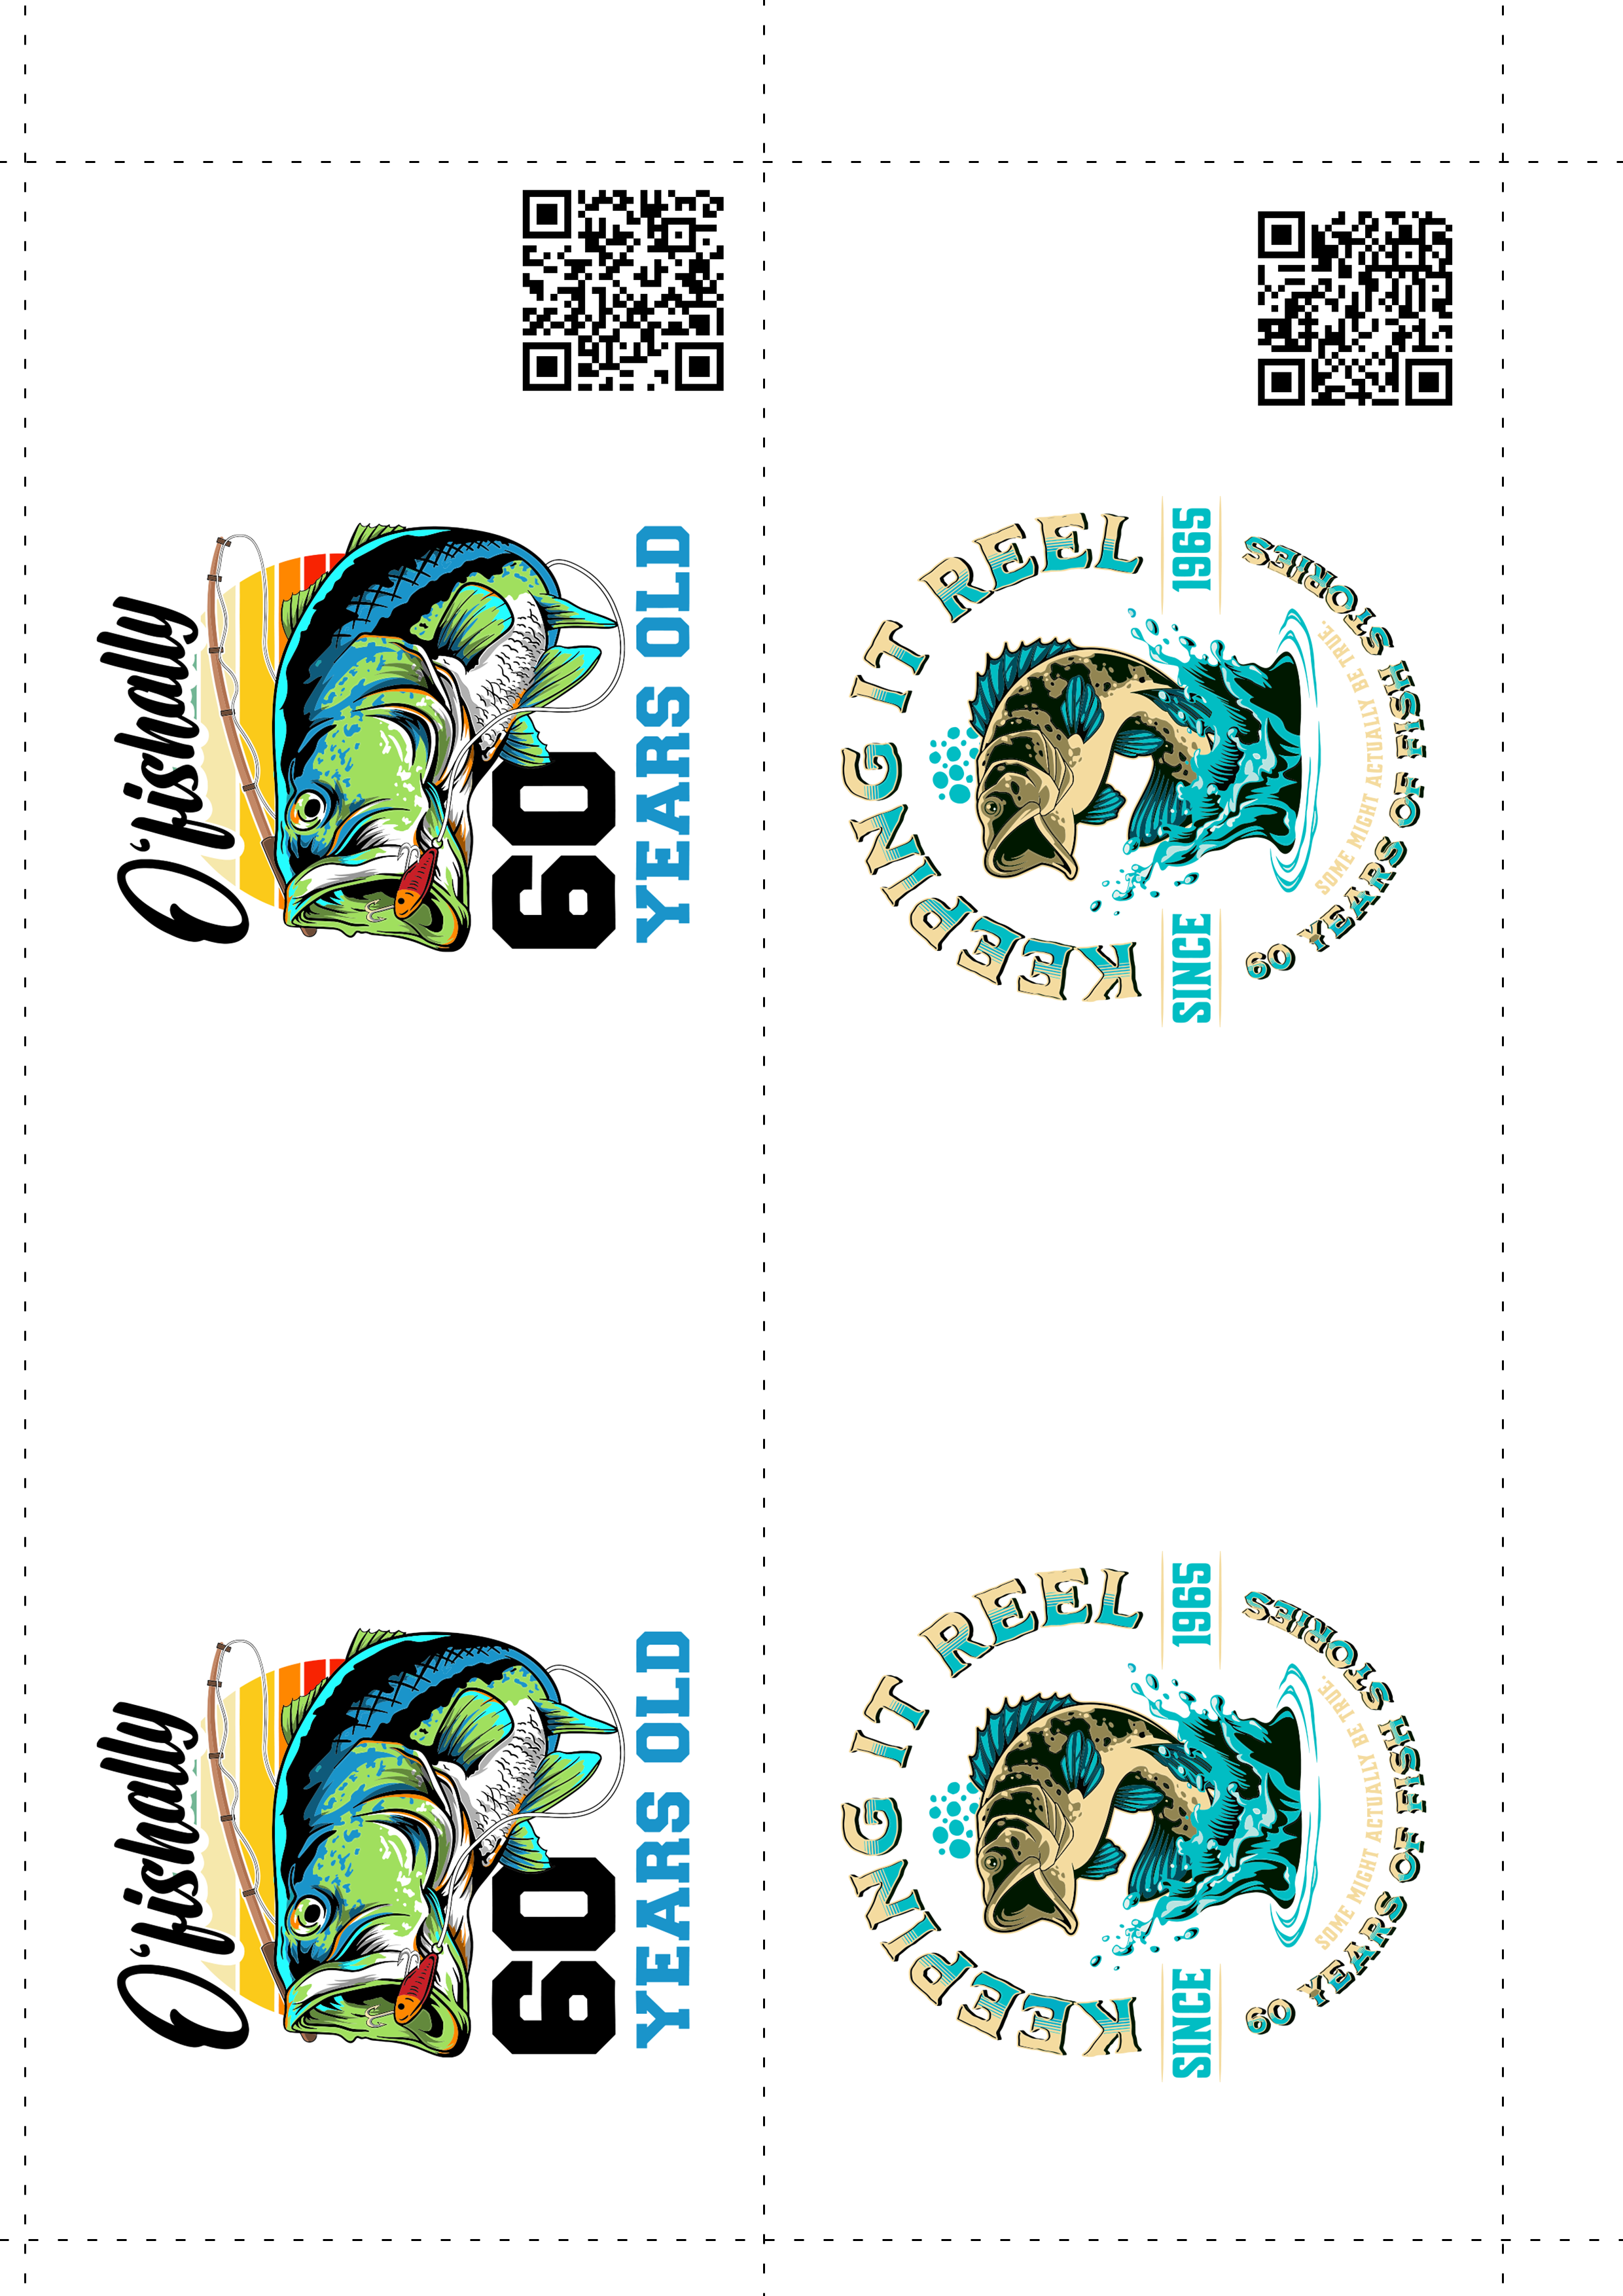 O'fishally
60
YEARS OLD
KEEPING IT REEL
SINCE 1965
SOME MIGHT ACTUALLY BE TRUE.
60 YEARS OF FISH STORIES
O'fishally
60
YEARS OLD
KEEPING IT REEL
SINCE 1965
SOME MIGHT ACTUALLY BE TRUE.
60 YEARS OF FISH STORIES